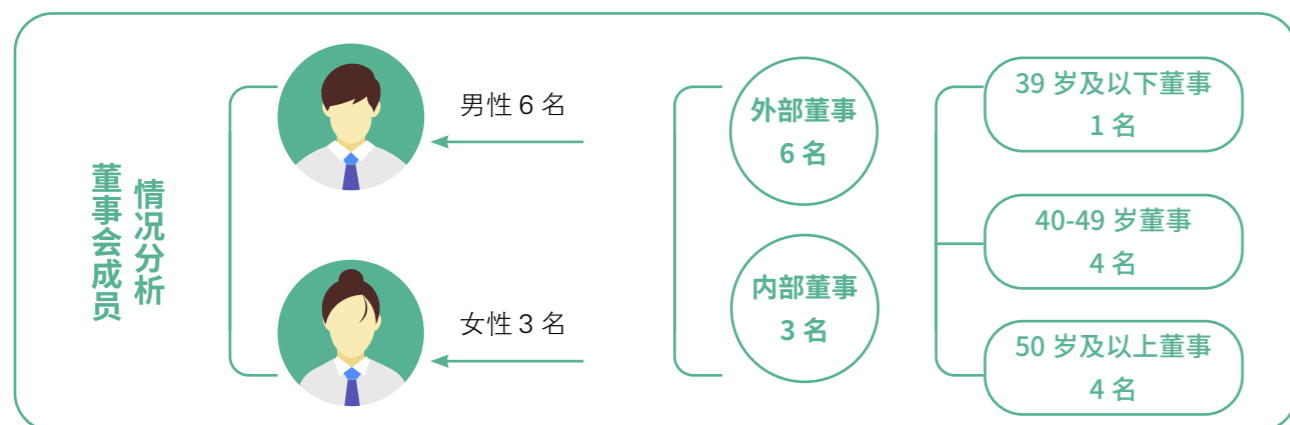 董事会成员
情况分析
男性 6 名
女性 3 名
外部董事
6 名
内部董事
3 名
39 岁及以下董事
1 名
40-49 岁董事
4 名
50 岁及以上董事
4 名